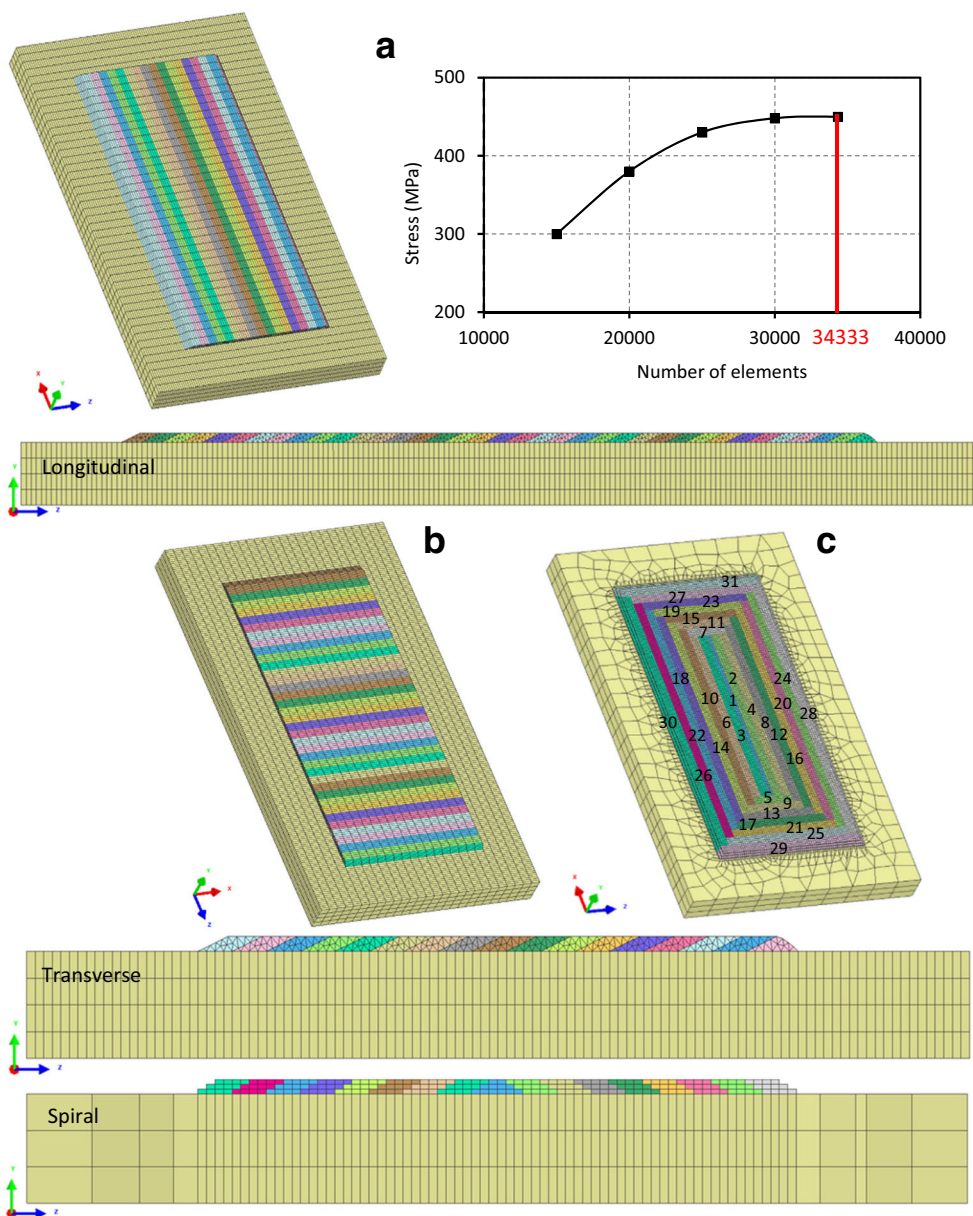 a
500
400
300
200
Stress (MPa)
10000 20000 30000 34333 40000
Number of elements
X Y Z
Longitudinal
Y
Z
b
c
31
27
23
19
15
11
7
18
2
24
10
1
20
30
4
28
6
8
22
3
12
14
16
26
5
9
13
17
21
25
29
Y
X
Z
X Y Z
Transverse
Y
Z
Spiral
Y
Z